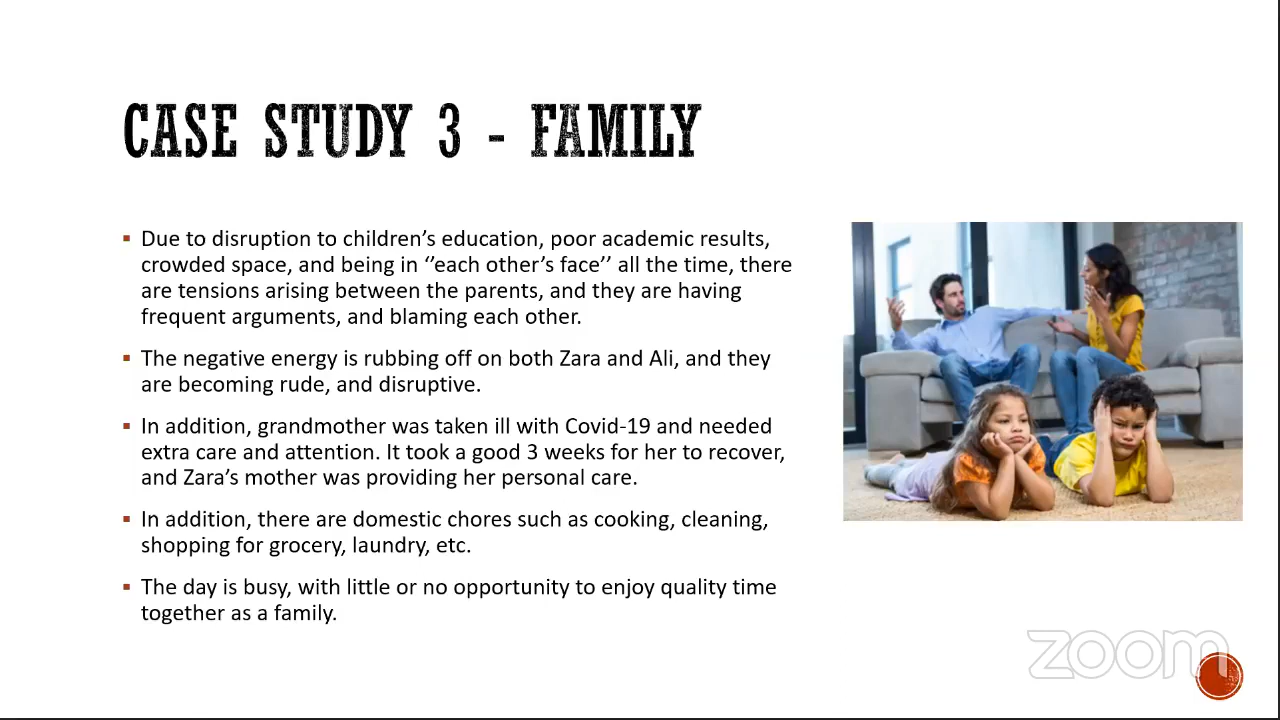 CASE STUDY 3 - FAMILY
▪ Due to disruption to children’s education, poor academic results,
crowded space, and being in ‘’each other’s face’’ all the time, there
are tensions arising between the parents, and they are having
frequent arguments, and blaming each other.
▪ The negative energy is rubbing off on both Zara and Ali, and they
are becoming rude, and disruptive.
▪ In addition, grandmother was taken ill with Covid-19 and needed
extra care and attention. It took a good 3 weeks for her to recover,
and Zara’s mother was providing her personal care.
▪ In addition, there are domestic chores such as cooking, cleaning,
shopping for grocery, laundry, etc.
▪ The day is busy, with little or no opportunity to enjoy quality time
together as a family.
zoom